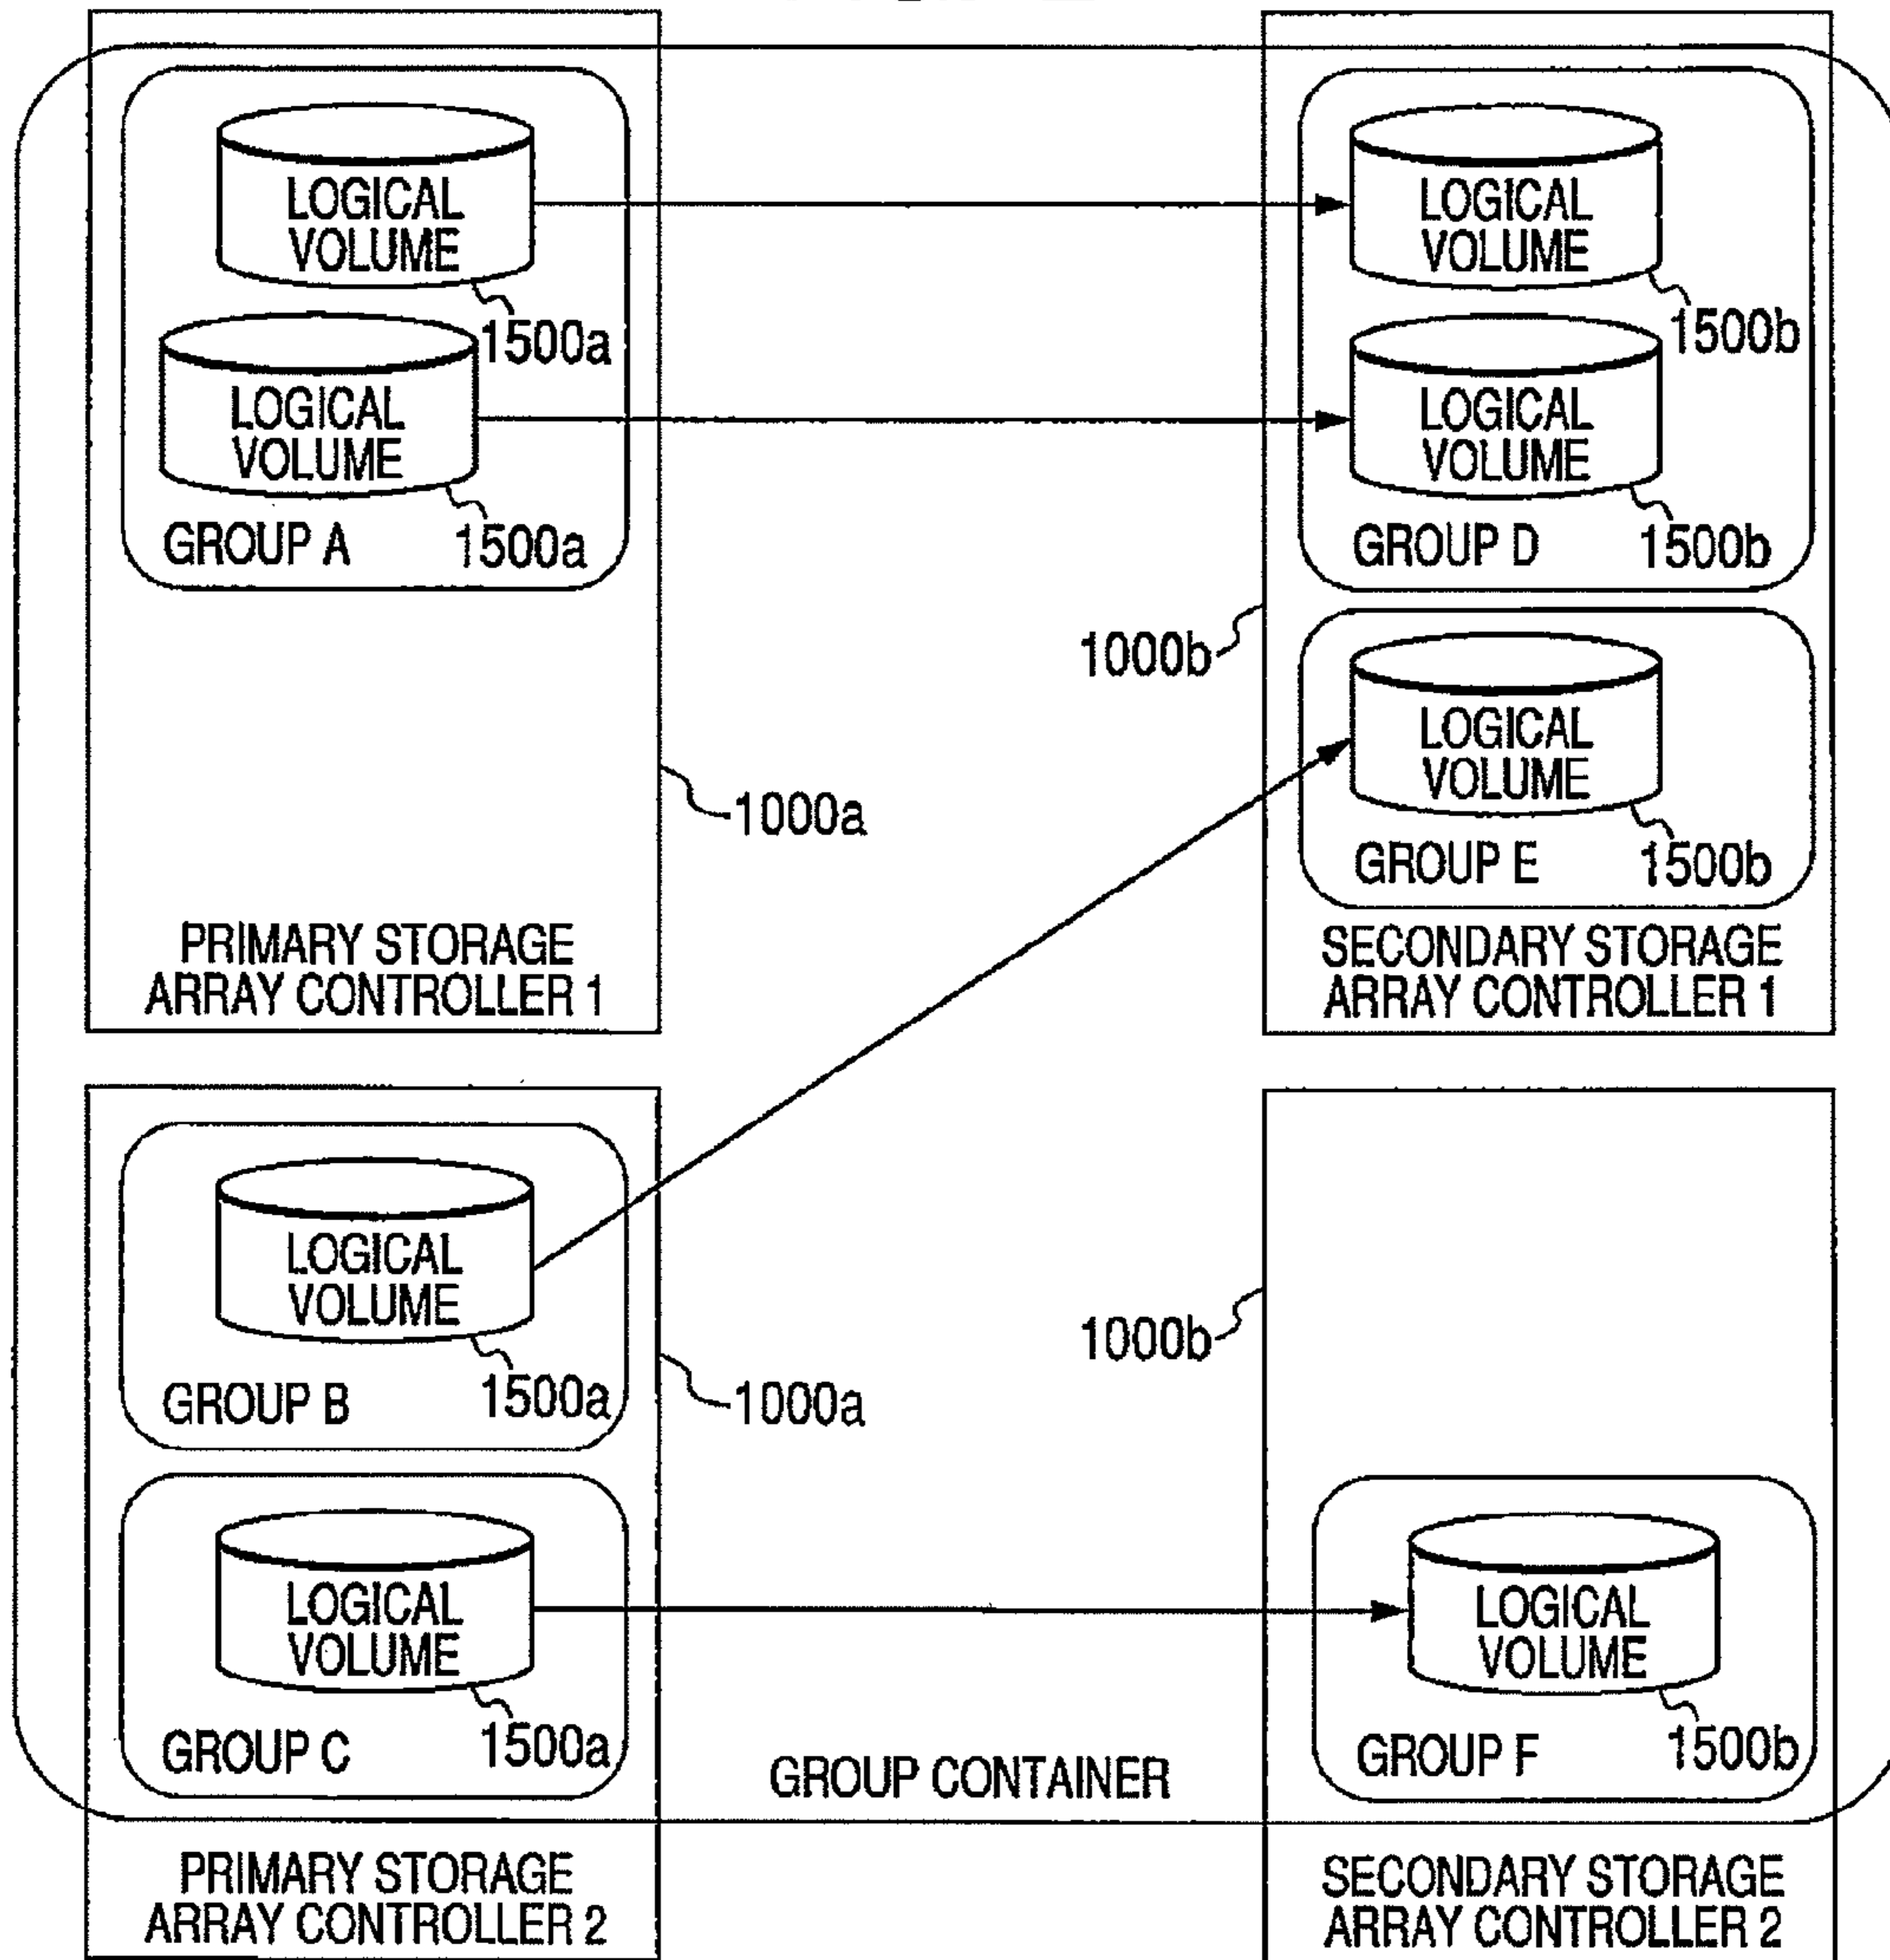 LOGICAL
VOLUME
1500a
LOGICAL
VOLUME
GROUP A
1500a
1000a
PRIMARY STORAGE
ARRAY CONTROLLER 1
LOGICAL
VOLUME
1500b
LOGICAL
VOLUME
GROUP D
1500b
1000b
LOGICAL
VOLUME
GROUP E
1500b
SECONDARY STORAGE
ARRAY CONTROLLER 1
LOGICAL
VOLUME
GROUP B
1500a
1000a
LOGICAL
VOLUME
GROUP C
1500a
PRIMARY STORAGE
ARRAY CONTROLLER 2
GROUP CONTAINER
1000b
LOGICAL
VOLUME
GROUP F
1500b
SECONDARY STORAGE
ARRAY CONTROLLER 2